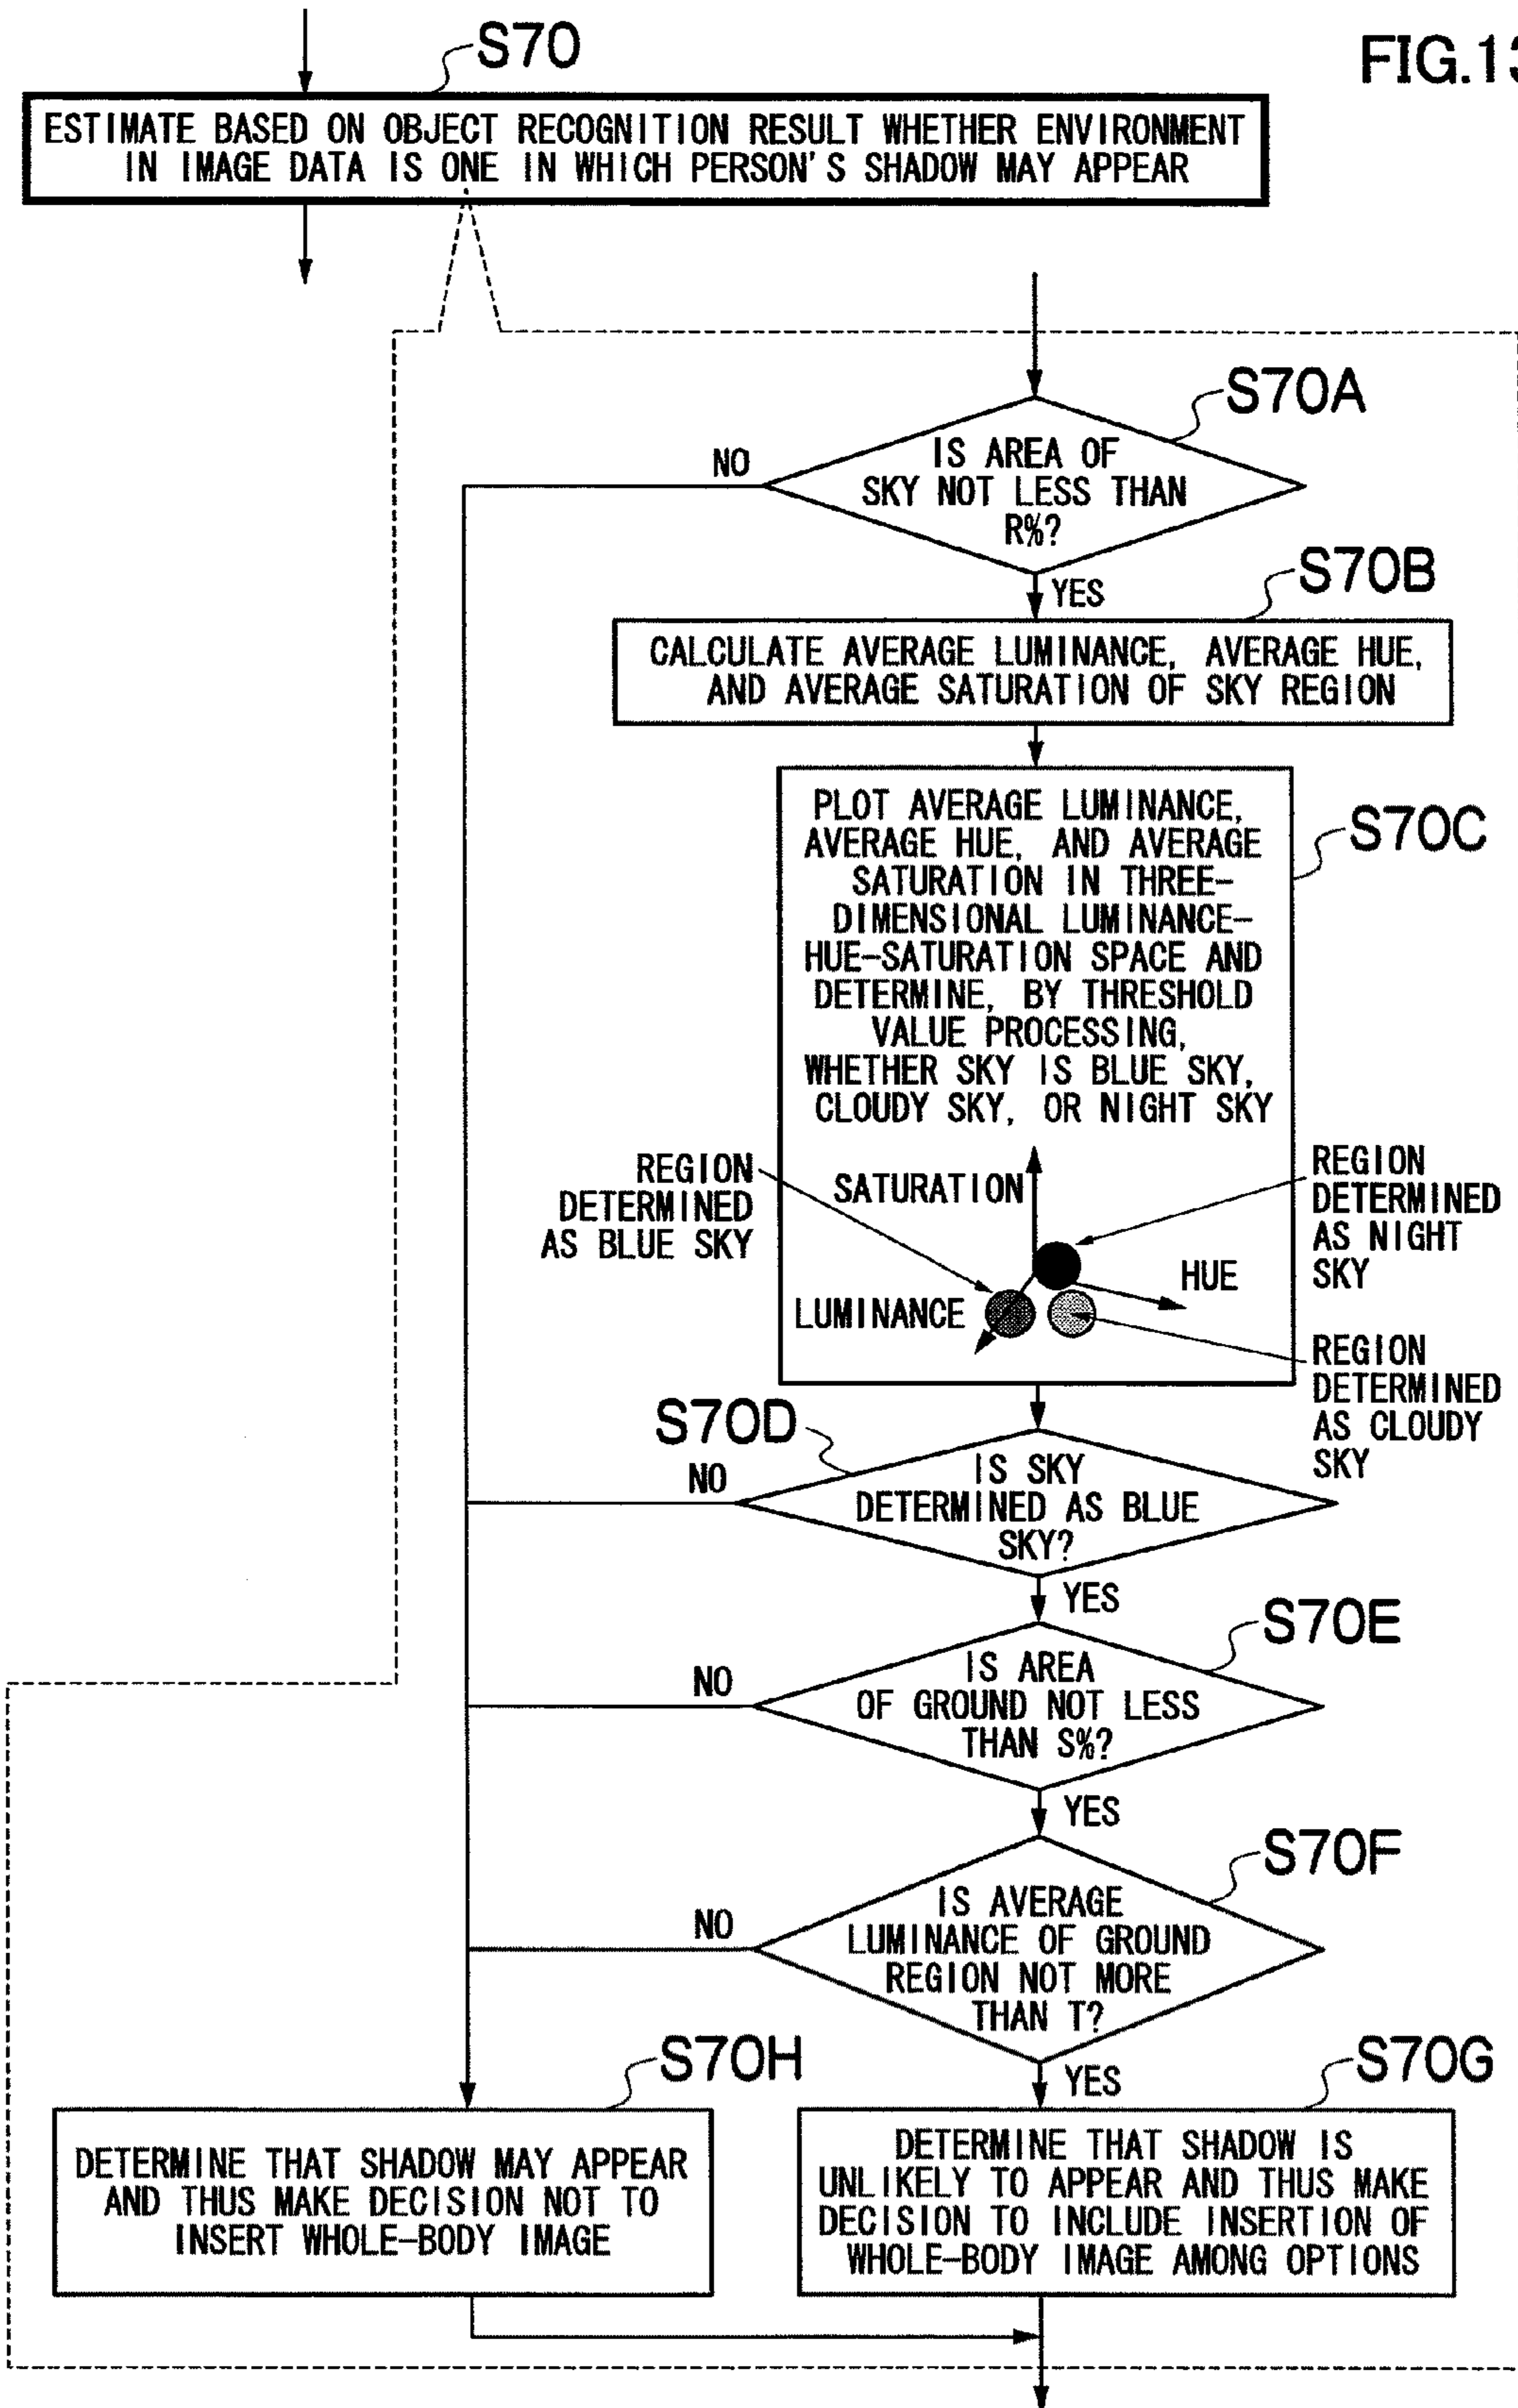 FIG.13
S70
ESTIMATE BASED ON OBJECT RECOGNITION RESULT WHETHER ENVIRONMENT
IN IMAGE DATA IS ONE IN WHICH PERSON'S SHADOW MAY APPEAR
S70A
IS AREA OF
SKY NOT LESS THAN
R%?
NO
YES
S70B
CALCULATE AVERAGE LUMINANCE, AVERAGE HUE,
AND AVERAGE SATURATION OF SKY REGION
S70C
PLOT AVERAGE LUMINANCE,
AVERAGE HUE, AND AVERAGE
SATURATION IN THREE-
DIMENSIONAL LUMINANCE-
HUE-SATURATION SPACE AND
DETERMINE, BY THRESHOLD
VALUE PROCESSING,
WHETHER SKY IS BLUE SKY,
CLOUDY SKY, OR NIGHT SKY
REGION
DETERMINED
AS BLUE SKY
SATURATION
HUE
LUMINANCE
REGION
DETERMINED
AS NIGHT
SKY
REGION
DETERMINED
AS CLOUDY
SKY
S70D
IS SKY
DETERMINED AS BLUE
SKY?
NO
YES
S70E
IS AREA
OF GROUND NOT LESS
THAN S%?
NO
YES
S70F
IS AVERAGE
LUMINANCE OF GROUND
REGION NOT MORE
THAN T?
NO
YES
S70H
DETERMINE THAT SHADOW MAY APPEAR
AND THUS MAKE DECISION NOT TO
INSERT WHOLE-BODY IMAGE
S70G
DETERMINE THAT SHADOW IS
UNLIKELY TO APPEAR AND THUS MAKE
DECISION TO INCLUDE INSERTION OF
WHOLE-BODY IMAGE AMONG OPTIONS